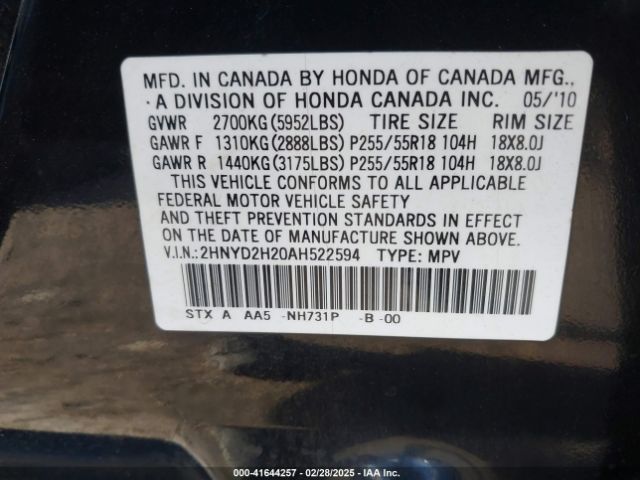 MFD. IN CANADA BY HONDA OF CANADA MFG.,
A DIVISION OF HONDA CANADA INC. 05/'10
GVWR 2700KG(5952LBS) TIRE SIZE RIM SIZE
GAWR F 1310KG(2888LBS) P255/55R18 104H 18X8.0J
GAWR R 1440KG(3175LBS) P255/55R18 104H 18X8.0J
THIS VEHICLE CONFORMS TO ALL APPLICABLE
FEDERAL MOTOR VEHICLE SAFETY
AND THEFT PREVENTION STANDARDS IN EFFECT
ON THE DATE OF MANUFACTURE SHOWN ABOVE.
V.I.N.:2HNYD2H20AH522594 TYPE: MPV
STX A AA5 -NH731P -B -00
000-41644257 - 02/28/2025 - IAA Inc.